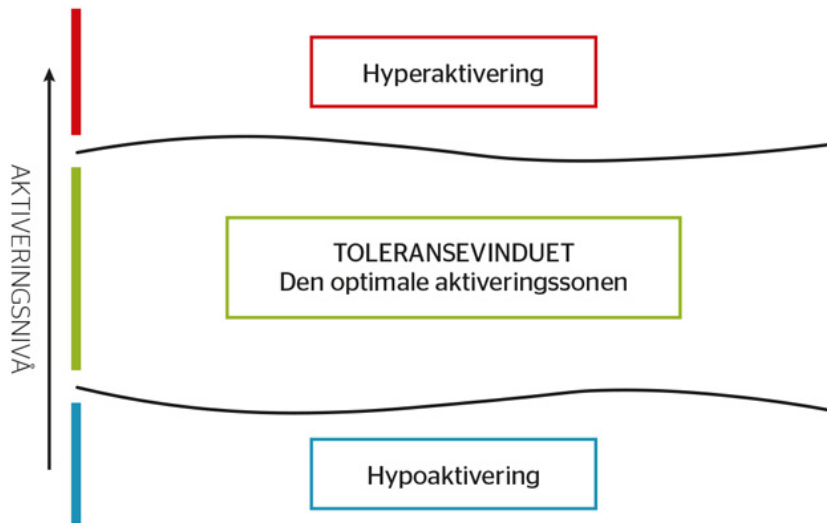 Hyperaktivering
AKTIVERINGSNIVÅ
TOLERANSEVINDUET
Den optimale aktiveringssonen
Hypoaktivering